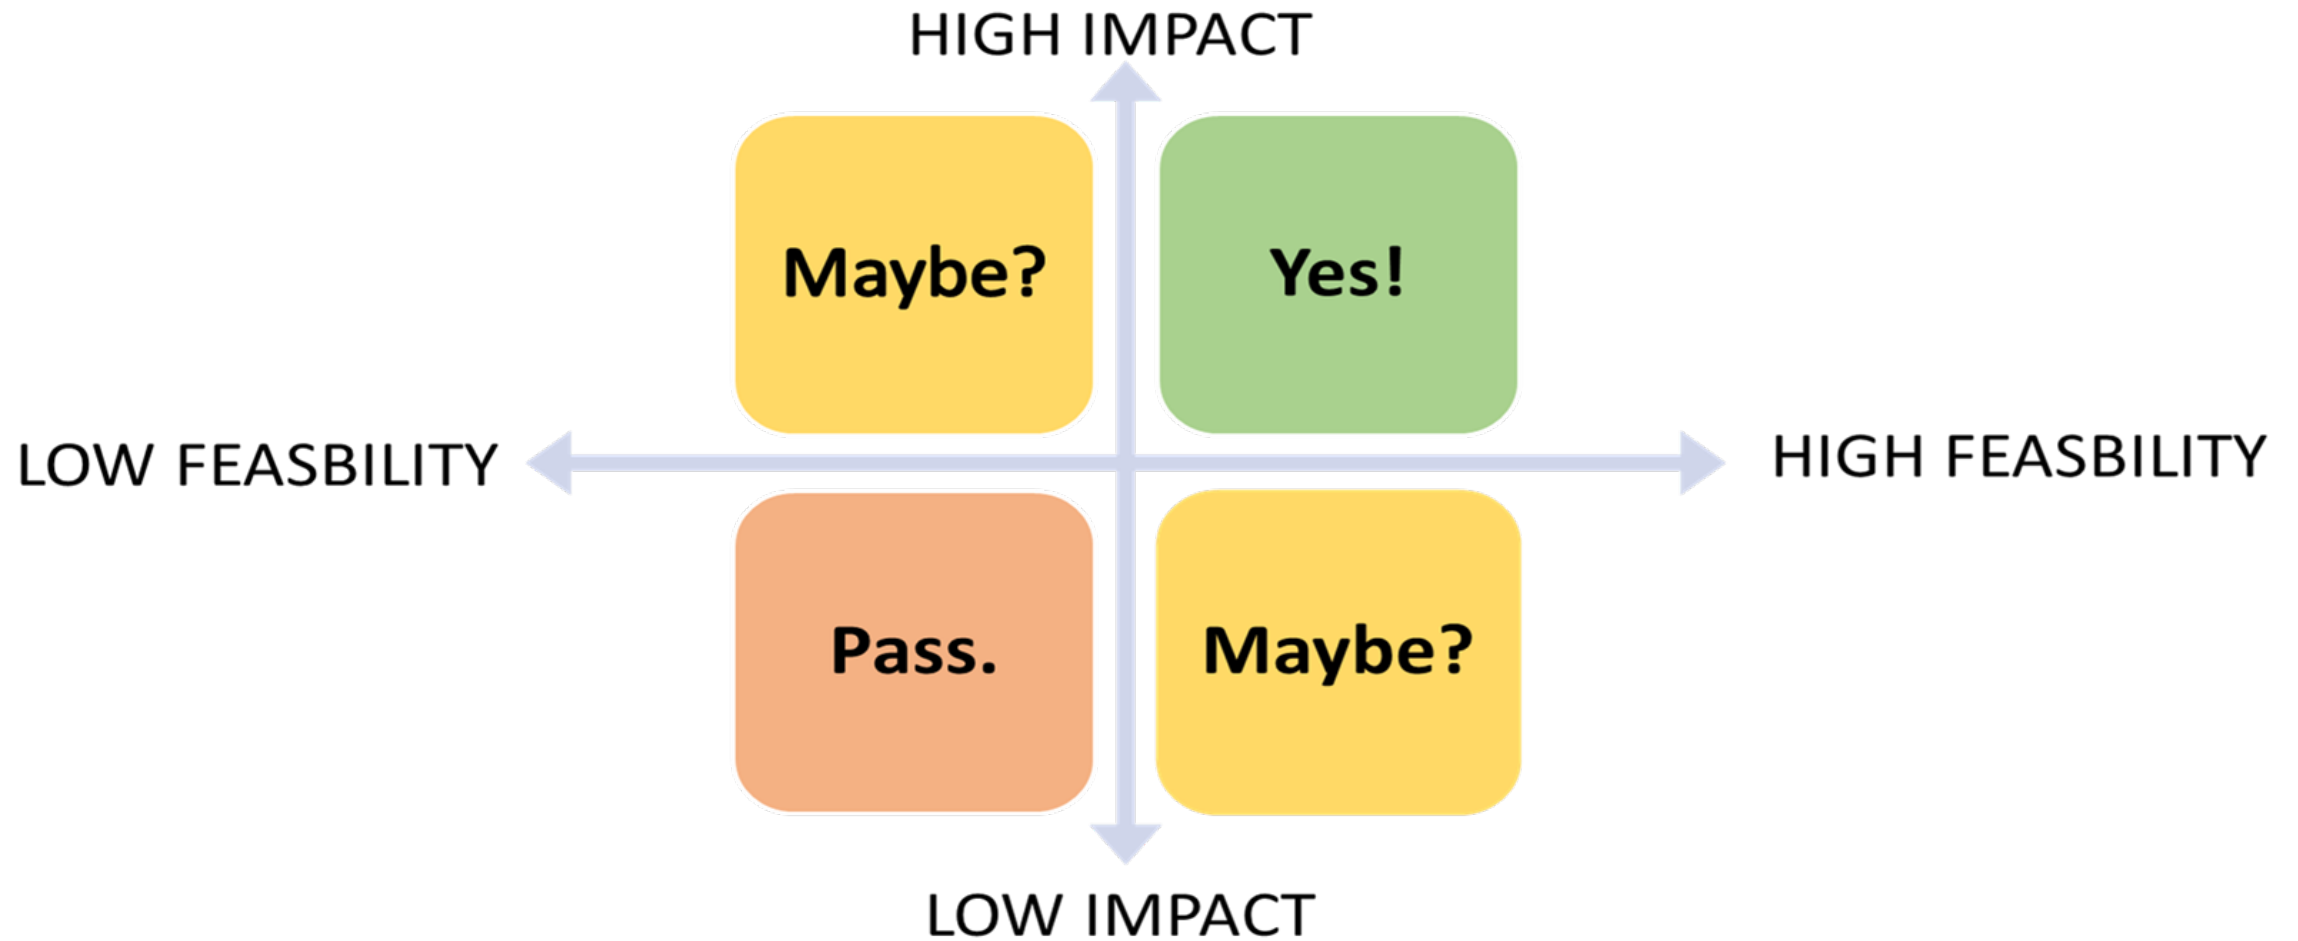 HIGH IMPACT
Maybe?
Yes!
LOW FEASBILITY
HIGH FEASBILITY
Pass.
Maybe?
LOW IMPACT